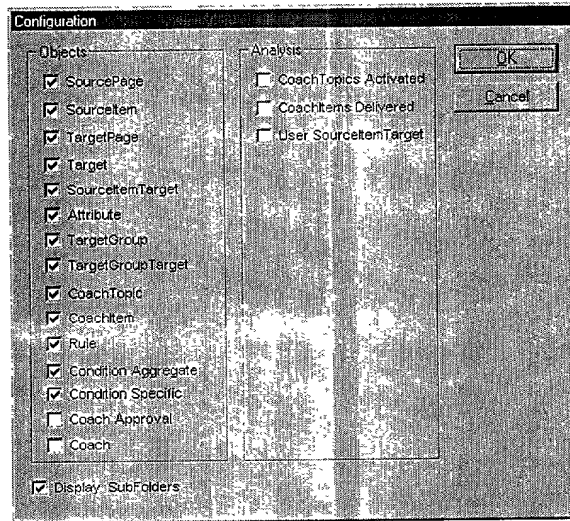 Configuration
Objects
SourcePage
SourceItem
TargetPage
Target
SourceItemTarget
Attribute
TargetGroup
TargetGroupTarget
CoachTopic
CoachItem
Rule
Condition Aggregate
Condition Specific
Coach Approval
Coach
Display SubFolders
Analysis
CoachTopics Activated
CoachItems Delivered
User SourceItemTarget
OK
Cancel